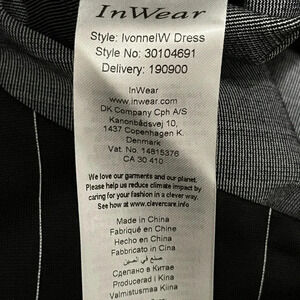 InWear
Style: IvonneIW Dress
Style No: 30104691
Delivery: 190900
InWear
www.inwear.com
DK Company Cph A/S
Kanonbådsvej 10,
1437 Copenhagen K.
Denmark
Vat. No: 14815376
CA 30 410
We love our garments and our planet.
Please help us reduce climate impact by
caring for your fashion in a clever way.
See how at www.clevercare.info
Made in China
Fabriqué en Chine
Hecho en China
Fabbricato in Cina
صنع في الصين
Сделано в Китае
Producerad i Kina
Valmistusmaa Kiina